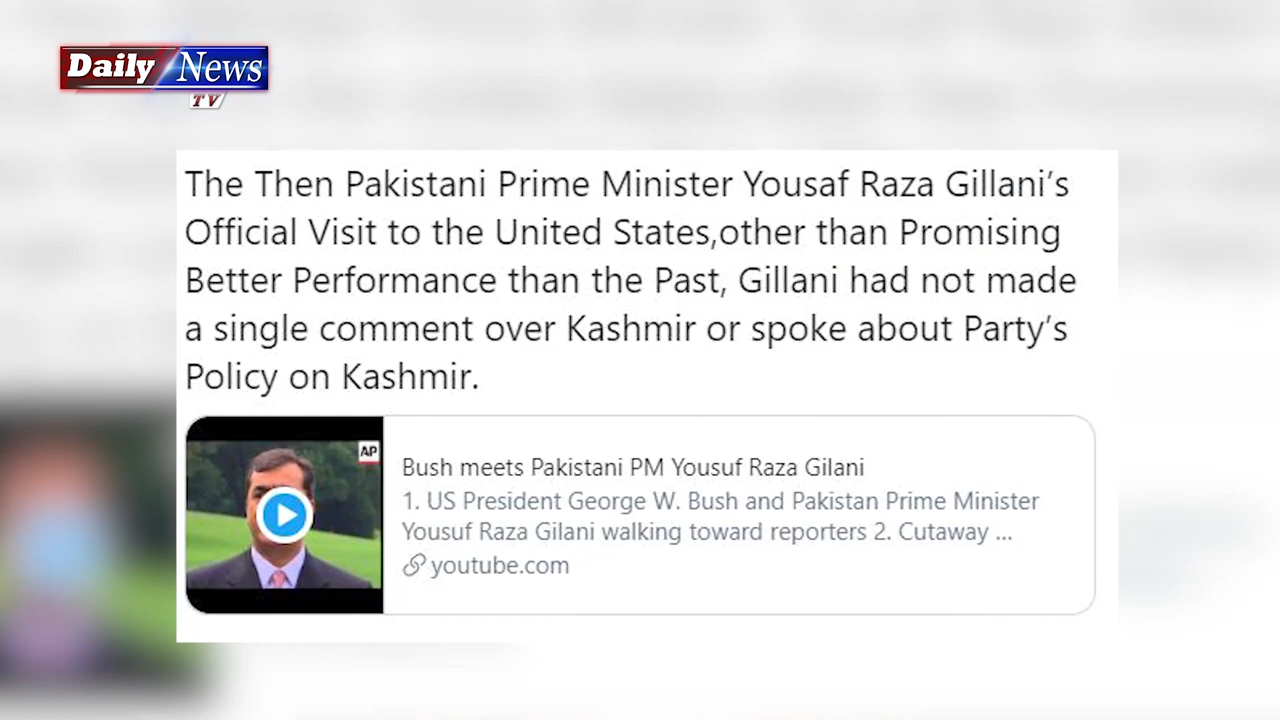 Daily News
TV
The Then Pakistani Prime Minister Yousaf Raza Gillani’s
Official Visit to the United States,other than Promising
Better Performance than the Past, Gillani had not made
a single comment over Kashmir or spoke about Party’s
Policy on Kashmir.
AP
Bush meets Pakistani PM Yousuf Raza Gilani
1. US President George W. Bush and Pakistan Prime Minister
Yousuf Raza Gilani walking toward reporters 2. Cutaway ...
youtube.com